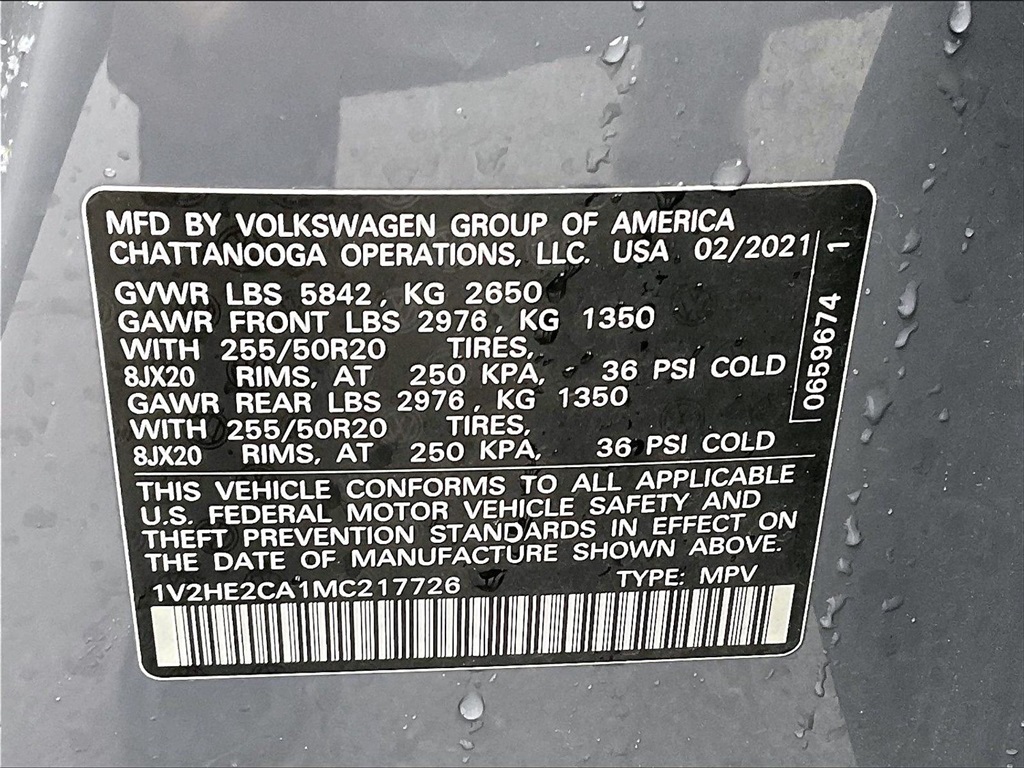 MFD BY VOLKSWAGEN GROUP OF AMERICA
CHATTANOOGA OPERATIONS, LLC. USA 02/2021
GVWR LBS 5842, KG 2650
GAWR FRONT LBS 2976, KG 1350
WITH 255/50R20 TIRES,
8JX20 RIMS, AT 250 KPA, 36 PSI COLD
GAWR REAR LBS 2976, KG 1350
WITH 255/50R20 TIRES,
8JX20 RIMS, AT 250 KPA, 36 PSI COLD
0659674 1
THIS VEHICLE CONFORMS TO ALL APPLICABLE
U.S. FEDERAL MOTOR VEHICLE SAFETY AND
THEFT PREVENTION STANDARDS IN EFFECT ON
THE DATE OF MANUFACTURE SHOWN ABOVE.
1V2HE2CA1MC217726 TYPE: MPV